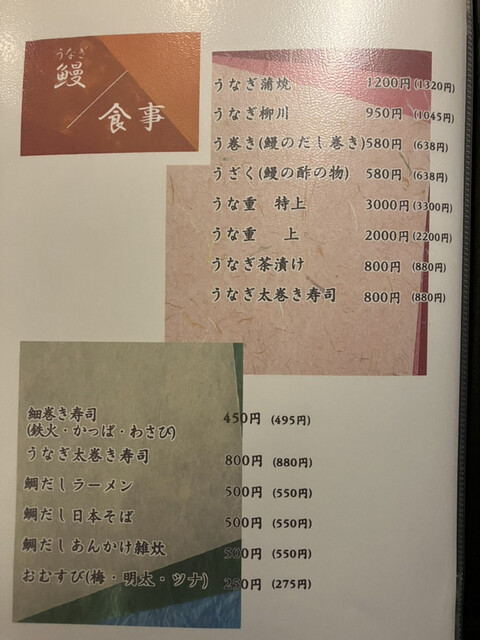 うなぎ
鰻
食事
うなぎ蒲焼 1200円(1320円)
うなぎ柳川 950円(1045円)
う巻き(鰻のだし巻き)580円(638円)
うざく(鰻の酢の物) 580円(638円)
うな重 特上 3000円(3300円)
うな重 上 2000円(2200円)
うなぎ茶漬け 800円(880円)
うなぎ太巻き寿司 800円(880円)
細巻き寿司 450円(495円)
(鉄火・かっぱ・わさび)
うなぎ太巻き寿司 800円(880円)
鯛だしラーメン 500円(550円)
鯛だし日本そば 500円(550円)
鯛だしあんかけ雑炊 500円(550円)
おむすび(梅・明太・ツナ) 250円(275円)